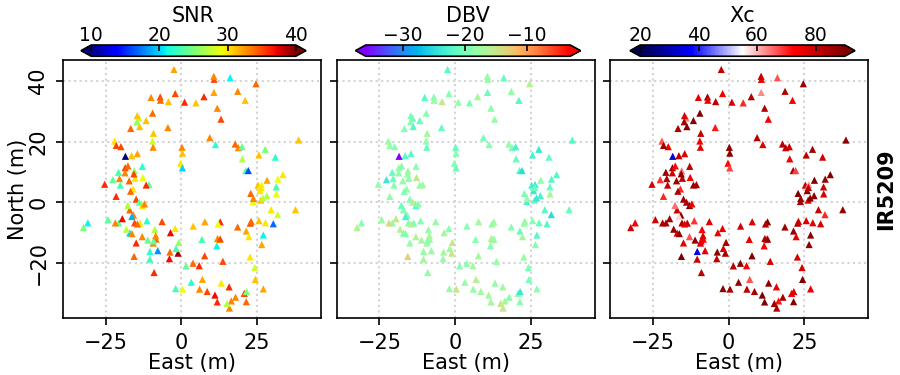 SNR DBV Xc
10 20 30 40 −30 −20 −10 20 40 60 80
40
20
0
−20
North (m)
−25 0 25 −25 0 25 −25 0 25
East (m) East (m) East (m)
IR5209